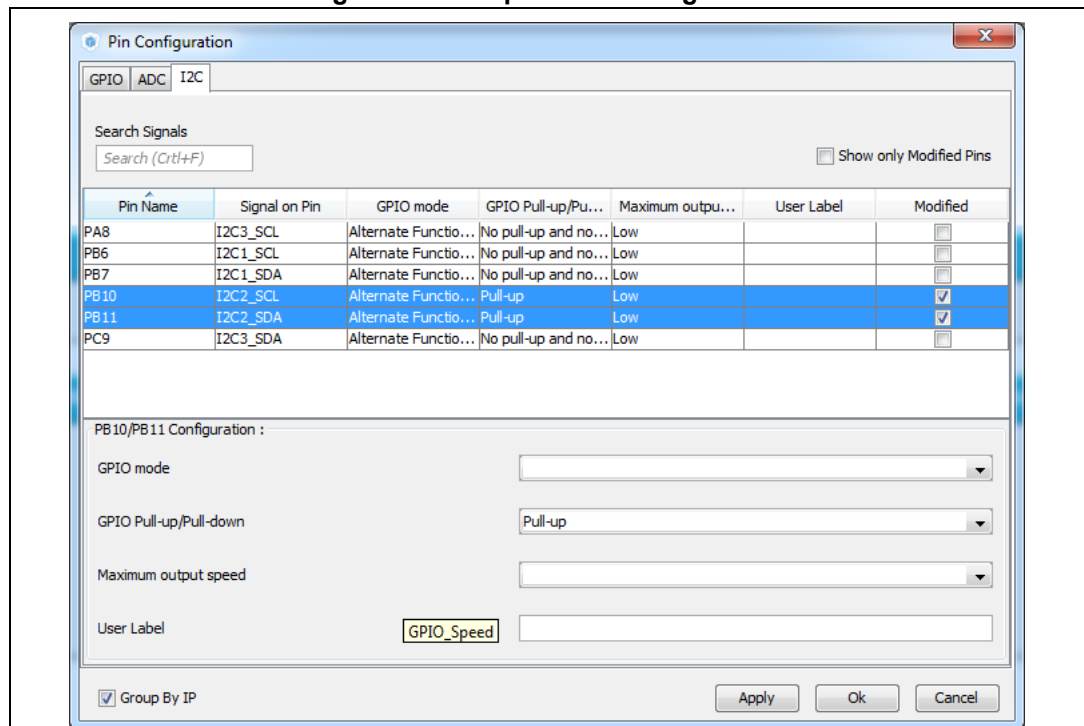 Pin Configuration
GPIO ADC I2C
Search Signals
Search (Crtl+F)
Show only Modified Pins
Pin Name Signal on Pin GPIO mode GPIO Pull-up/Pu... Maximum outpu... User Label Modified
PA8 I2C3_SCL Alternate Functio... No pull-up and no... Low
PB6 I2C1_SCL Alternate Functio... No pull-up and no... Low
PB7 I2C1_SDA Alternate Functio... No pull-up and no... Low
PB10 I2C2_SCL Alternate Functio... Pull-up Low
PB11 I2C2_SDA Alternate Functio... Pull-up Low
PC9 I2C3_SDA Alternate Functio... No pull-up and no... Low
PB10/PB11 Configuration :
GPIO mode
GPIO Pull-up/Pull-down Pull-up
Maximum output speed
User Label GPIO_Speed
Group By IP Apply Ok Cancel